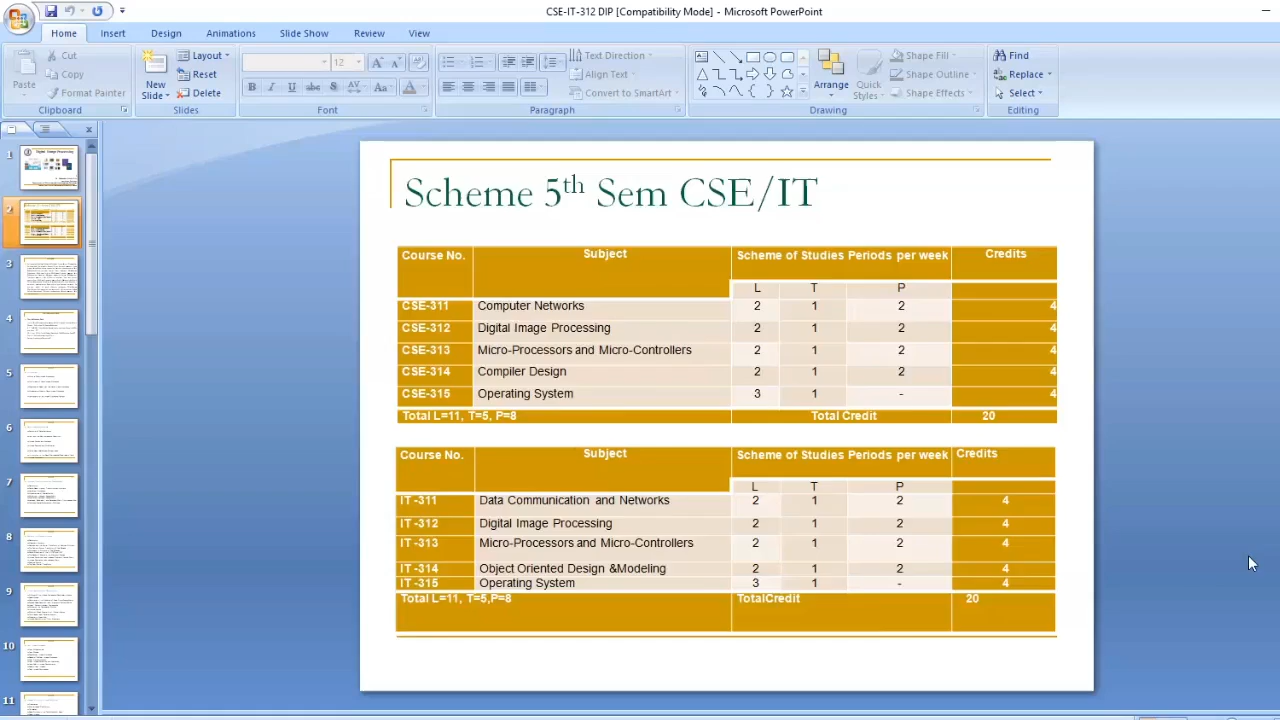 CSE-IT-312 DIP [Compatibility Mode] - Microsoft PowerPoint
Home Insert Design Animations Slide Show Review View
Paste
Cut
Copy
Format Painter
Clipboard
New Slide
Layout
Reset
Delete
Slides
12
Font
Text Direction
Align Text
Convert to SmartArt
Paragraph
Arrange
Quick Styles
Shape Fill
Shape Outline
Shape Effects
Drawing
Find
Replace
Select
Editing
1
2
3
4
5
6
7
8
9
10
11
Scheme 5th Sem CSE/IT
Course No. Subject Scheme of Studies Periods per week Credits
T P
CSE-311 Computer Networks 2 1 2 4
CSE-312 Digital Image Processing 2 1 2 4
CSE-313 Micro-Processors and Micro-Controllers 2 1 2 4
CSE-314 Compiler Design 2 1 2 4
CSE-315 Operating System 3 1 - 4
Total L=11, T=5, P=8 Total Credit 20
Course No. Subject Scheme of Studies Periods per week Credits
L T P
IT -311 Data Communication and Networks 2 1 2 4
IT -312 Digital Image Processing 2 1 2 4
IT -313 Micro-Processors and Micro-Controllers 2 1 2 4
IT -314 Object Oriented Design &Modeling 2 1 2 4
IT -315 Operating System 3 1 - 4
Total L=11, T=5,P=8 TotalCredit 20